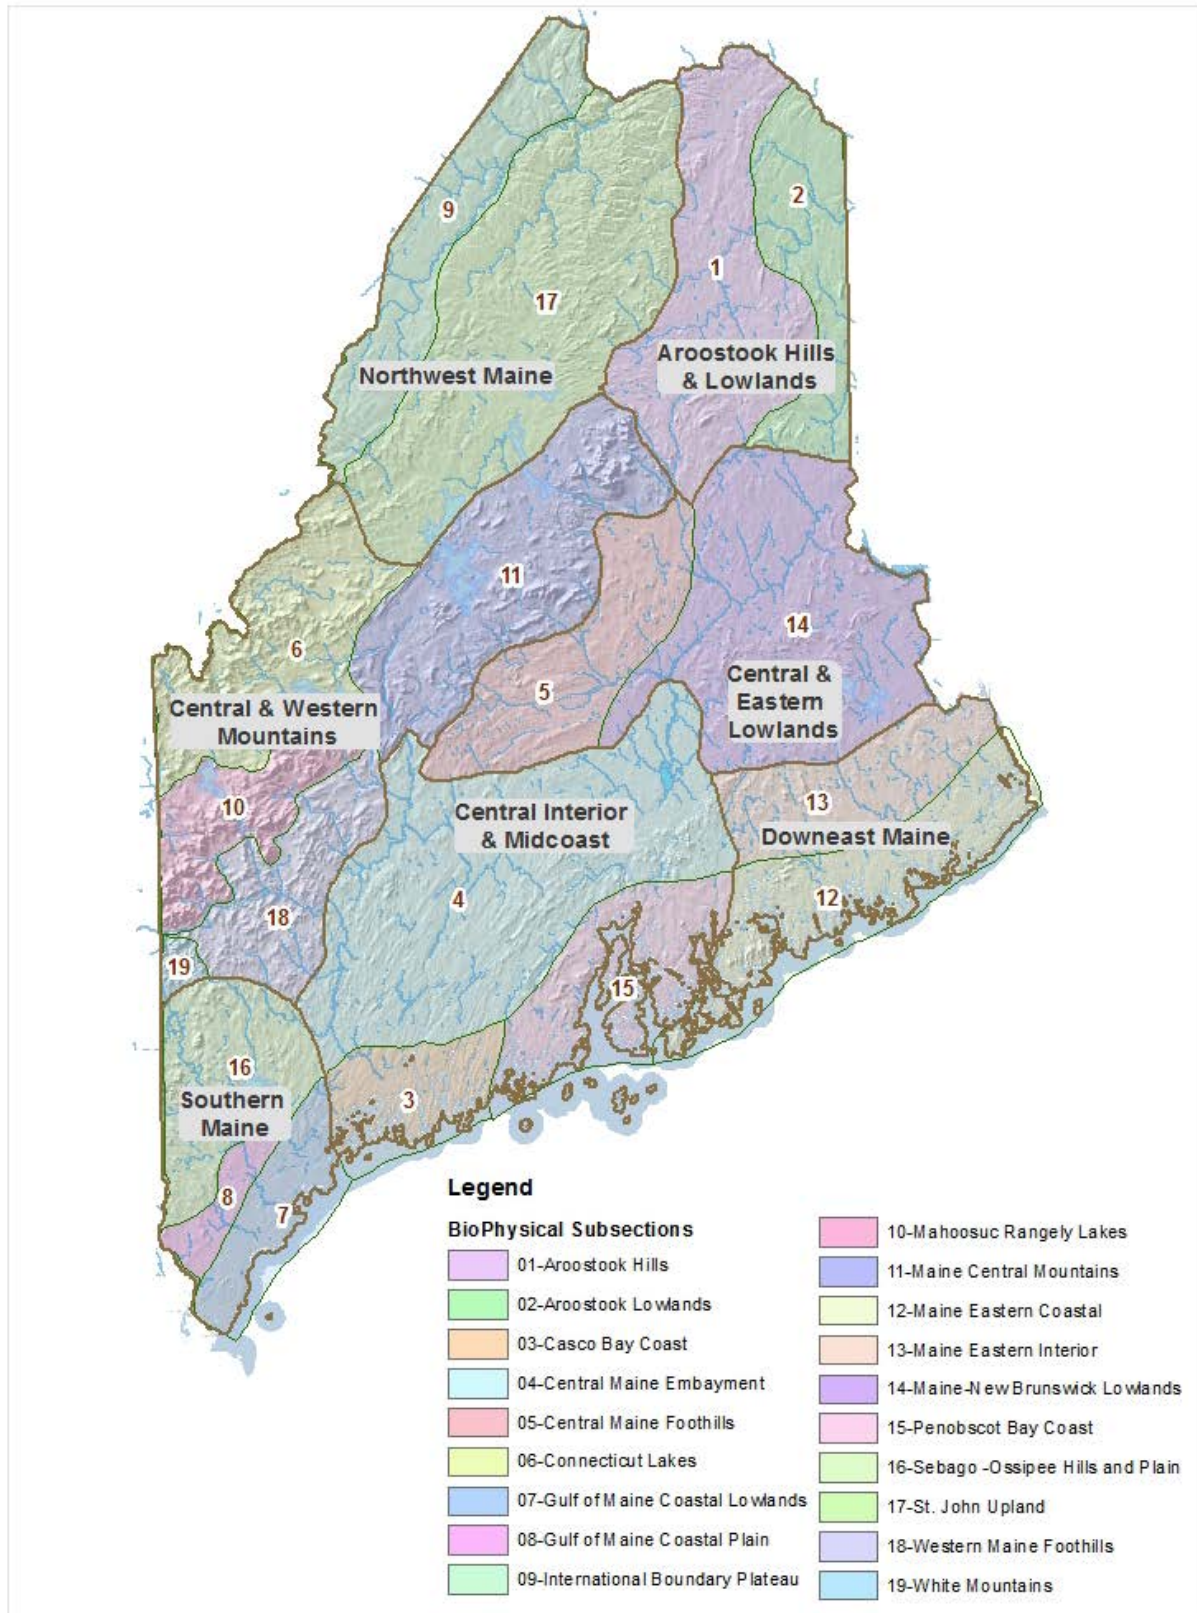 9
2
1
17
Aroostook Hills
& Lowlands
Northwest Maine
11
14
6
5
Central &
Eastern
Lowlands
Central & Western
Mountains
10
13
Central Interior
& Midcoast
Downeast Maine
4
12
18
19
15
16
Southern
Maine
3
8
7
Legend
BioPhysical Subsections
01-Aroostook Hills
02-Aroostook Lowlands
03-Casco Bay Coast
04-Central Maine Embayment
05-Central Maine Foothills
06-Connecticut Lakes
07-Gulf of Maine Coastal Lowlands
08-Gulf of Maine Coastal Plain
09-International Boundary Plateau
10-Mahoosuc Rangely Lakes
11-Maine Central Mountains
12-Maine Eastern Coastal
13-Maine Eastern Interior
14-Maine-New Brunswick Lowlands
15-Penobscot Bay Coast
16-Sebago -Ossipee Hills and Plain
17-St. John Upland
18-Western Maine Foothills
19-White Mountains